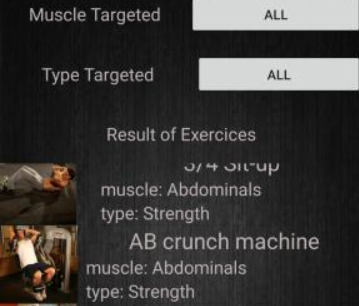 Muscle Targeted
ALL
Type Targeted
ALL
Result of Exercices
3/4 Sit-up
muscle: Abdominals
type: Strength
AB crunch machine
muscle: Abdominals
type: Strength